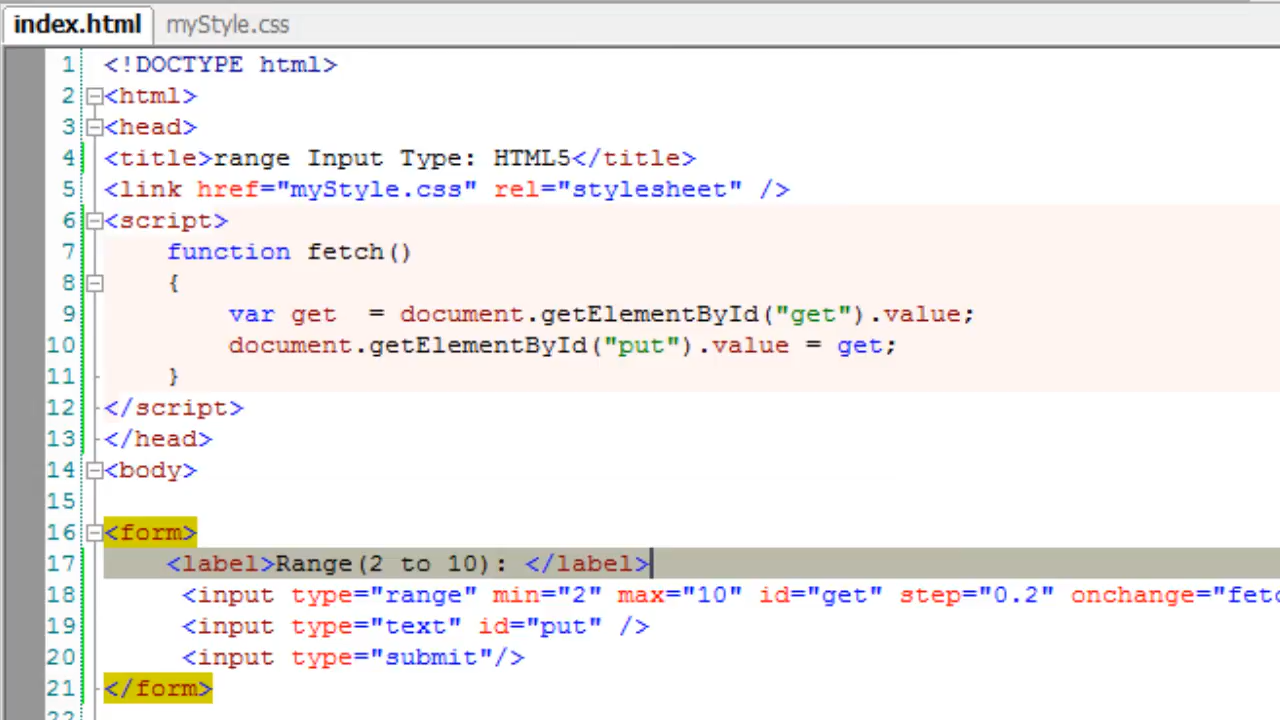 index.html myStyle.css
1 <!DOCTYPE html>
2 <html>
3 <head>
4 <title>range Input Type: HTML5</title>
5 <link href="myStyle.css" rel="stylesheet" />
6 <script>
7 function fetch()
8 {
9 var get  = document.getElementById("get").value;
10 document.getElementById("put").value = get;
11 }
12 </script>
13 </head>
14 <body>
15
16 <form>
17 <label>Range(2 to 10): </label>
18 <input type="range" min="2" max="10" id="get" step="0.2" onchange="fetc
19 <input type="text" id="put" />
20 <input type="submit"/>
21 </form>
22